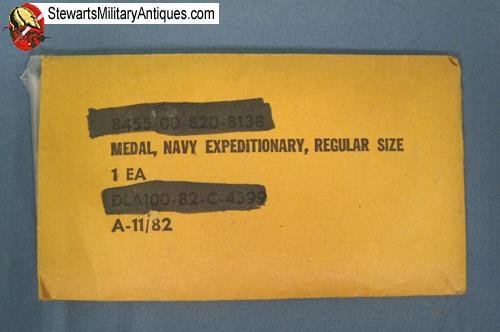 StewartsMilitaryAntiques.com
8455-00-820-8138
MEDAL, NAVY EXPEDITIONARY, REGULAR SIZE
1 EA
DLA100-82-C-4399
A-11/82